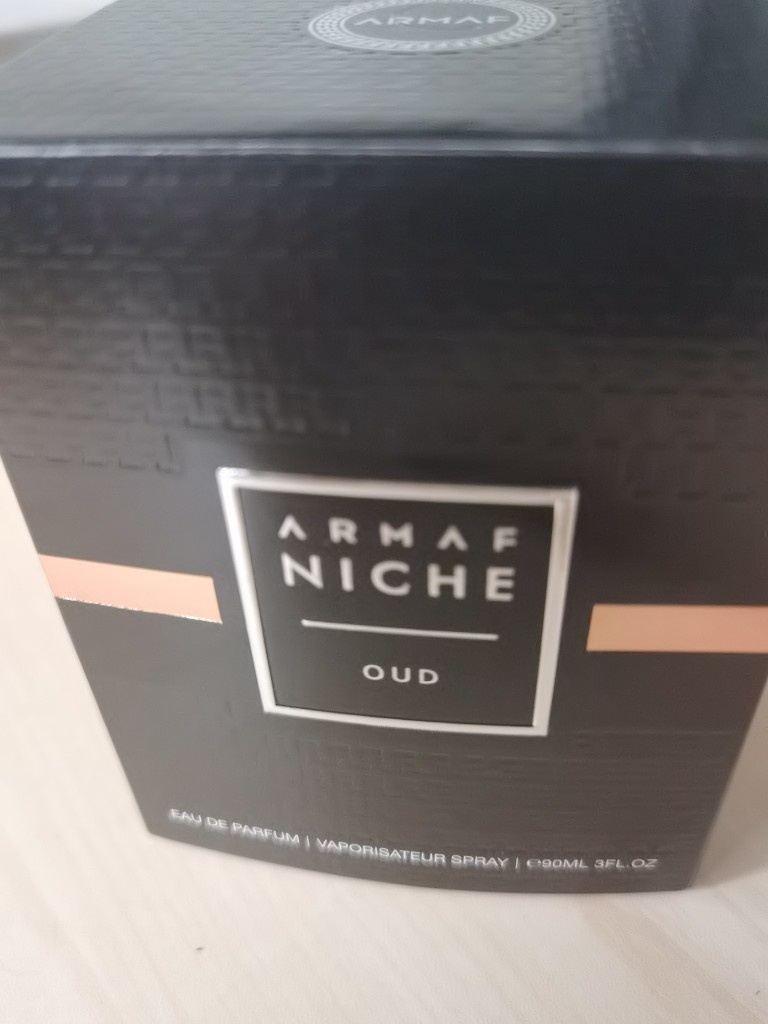 ARMAF
ARMAF
NICHE
OUD
EAU DE PARFUM | VAPORISATEUR SPRAY | ℮90ML 3FL.OZ